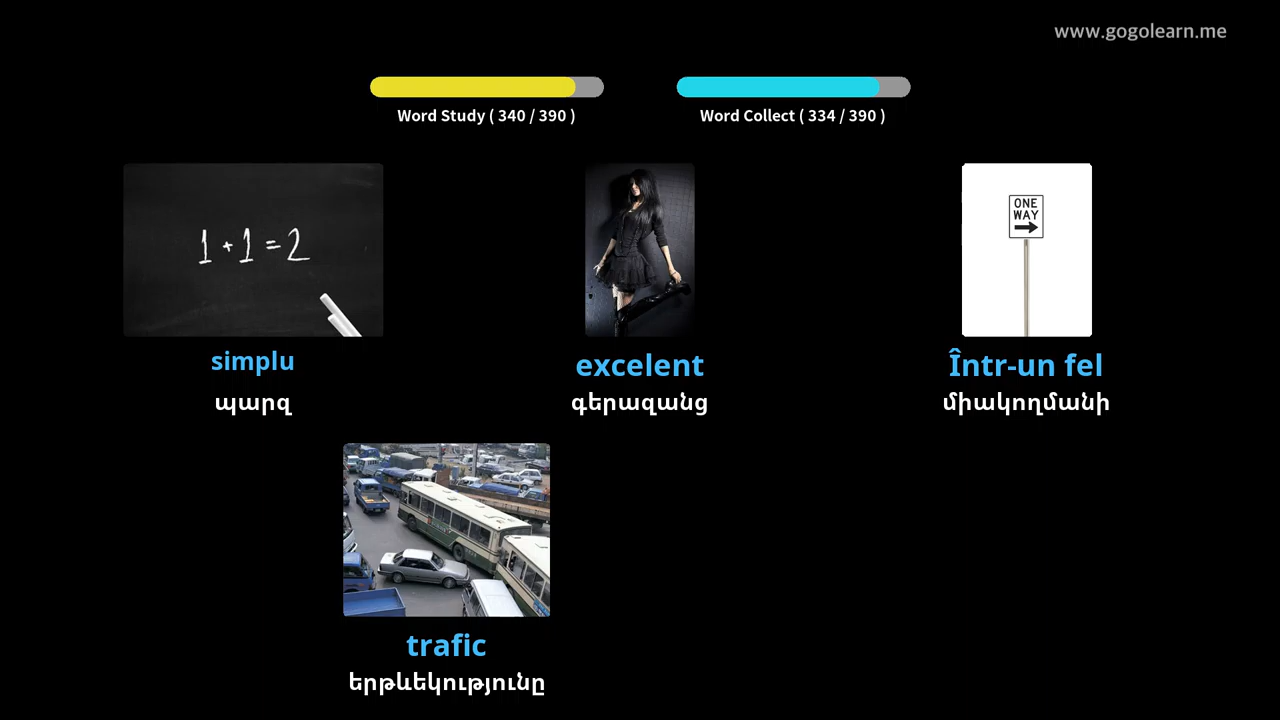 www.gogolearn.me
Word Study ( 340 / 390 )
Word Collect ( 334 / 390 )
1 + 1 = 2
ONE
WAY
simplu
excelent
Într-un fel
պարզ
գերազանց
միակողմանի
trafic
երթևեկությունը